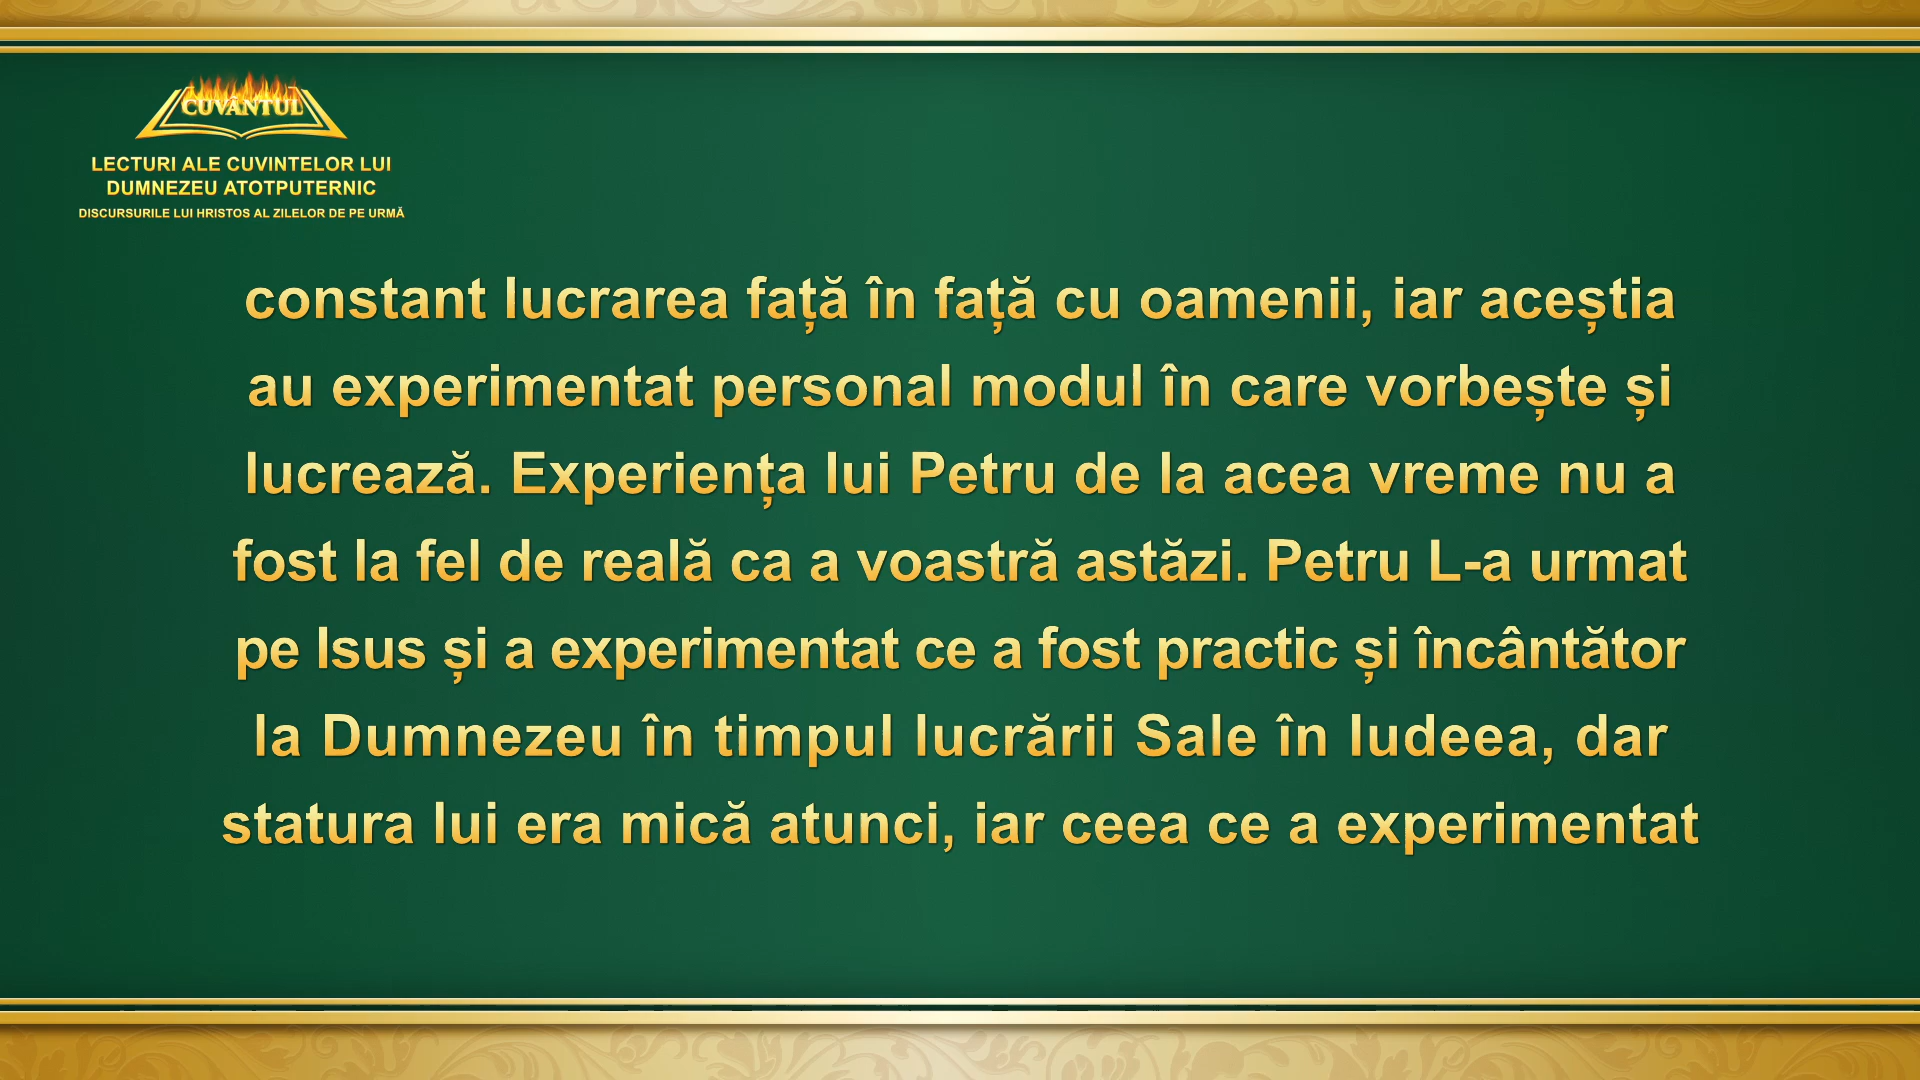 CUVÂNTUL
LECTURI ALE CUVINTELOR LUI
DUMNEZEU ATOTPUTERNIC
DISCURSURILE LUI HRISTOS AL ZILELOR DE PE URMĂ
constant lucrarea față în față cu oamenii, iar aceștia
au experimentat personal modul în care vorbește și
lucrează. Experiența lui Petru de la acea vreme nu a
fost la fel de reală ca a voastră astăzi. Petru L-a urmat
pe Isus și a experimentat ce a fost practic și încântător
la Dumnezeu în timpul lucrării Sale în Iudeea, dar
statura lui era mică atunci, iar ceea ce a experimentat